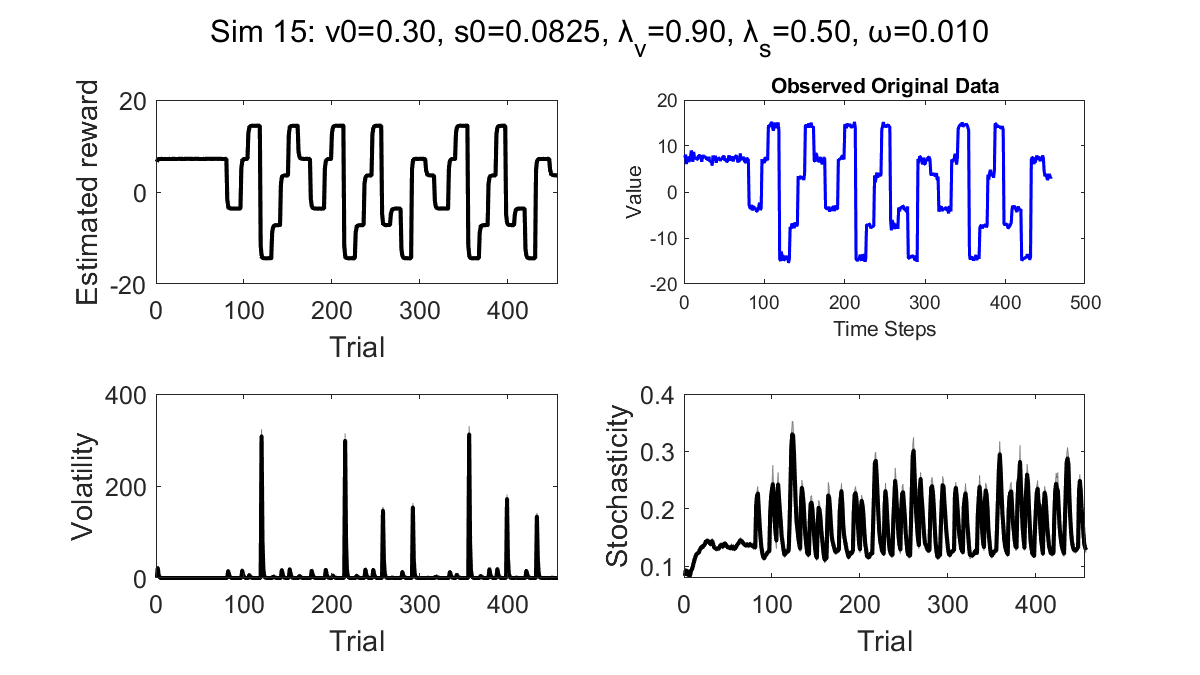 Sim 15: v0=0.30, s0=0.0825, λv=0.90, λs=0.50, ω=0.010
20
0
-20
Estimated reward
0 100 200 300 400
Trial
Observed Original Data
20
10
0
-10
-20
Value
0 100 200 300 400 500
Time Steps
400
200
0
Volatility
0 100 200 300 400
Trial
0.4
0.3
0.2
0.1
Stochasticity
0 100 200 300 400
Trial